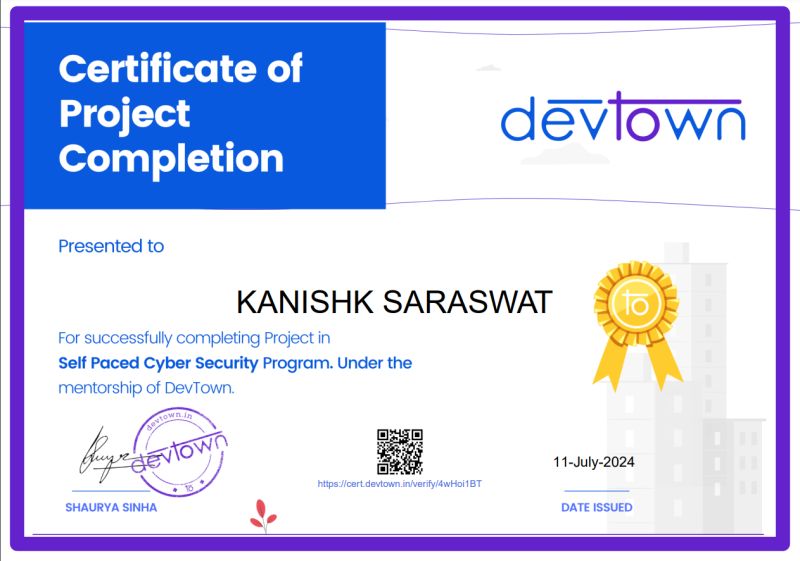 Certificate of
Project
Completion
devtown
Presented to
KANISHK SARASWAT
For successfully completing Project in
Self Paced Cyber Security Program. Under the
mentorship of DevTown.
devtown.in
devtown
to
to
https://cert.devtown.in/verify/4wHoi1BT
11-July-2024
SHAURYA SINHA
DATE ISSUED